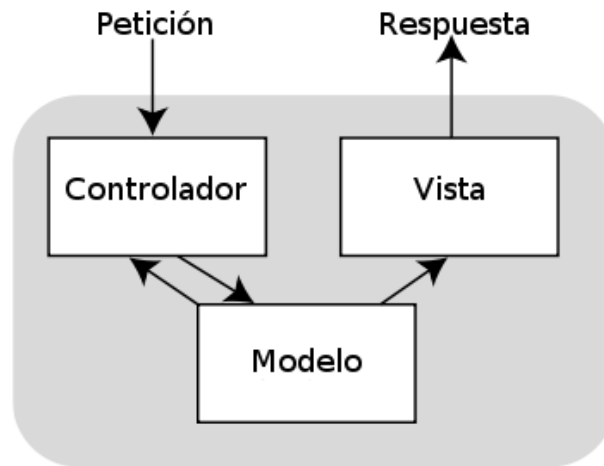 Petición
Respuesta
Controlador
Vista
Modelo